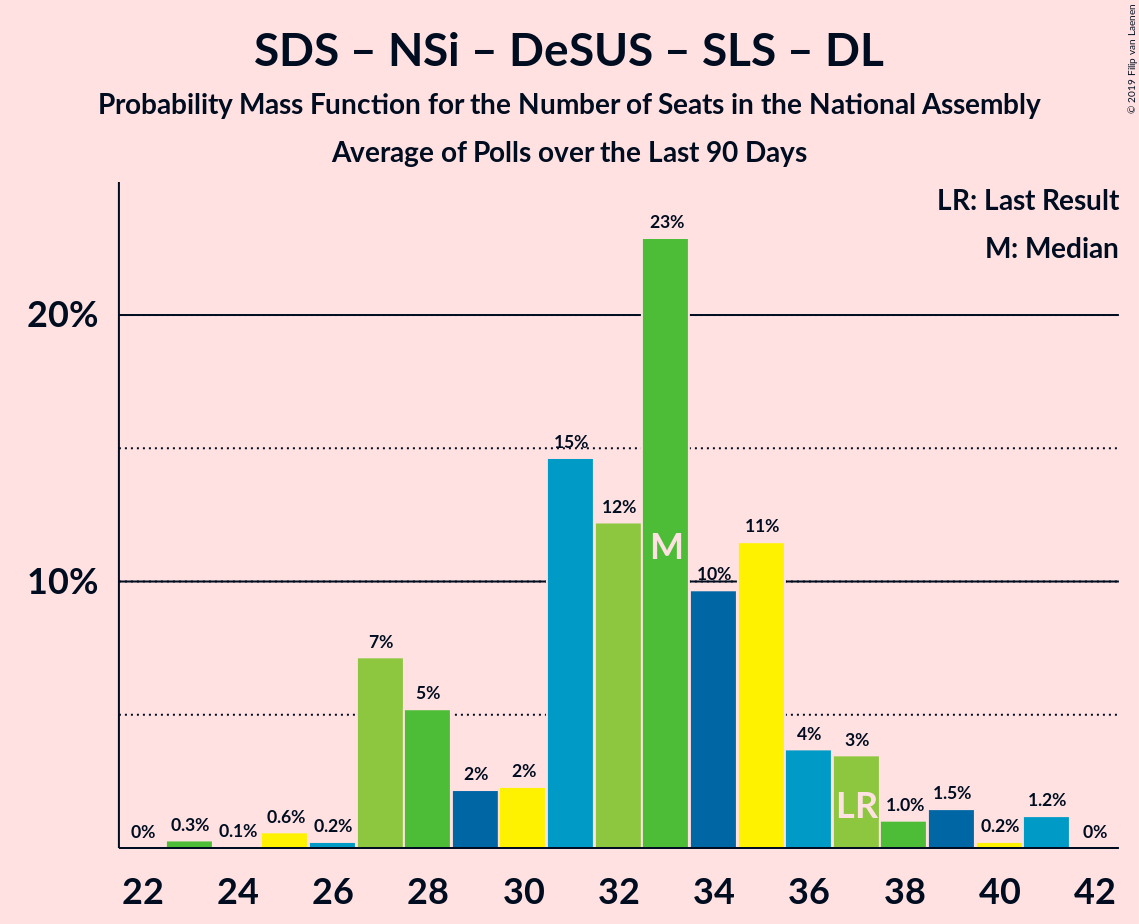 SDS – NSi – DeSUS – SLS – DL
Probability Mass Function for the Number of Seats in the National Assembly
Average of Polls over the Last 90 Days
© 2019 Filip van Laenen
LR: Last Result
M: Median
20%
10%
0%
0.3%
0.1%
0.6%
0.2%
7%
5%
2%
2%
15%
12%
23%
10%
11%
4%
3%
1.0%
1.5%
0.2%
1.2%
0%
M
LR
22 24 26 28 30 32 34 36 38 40 42